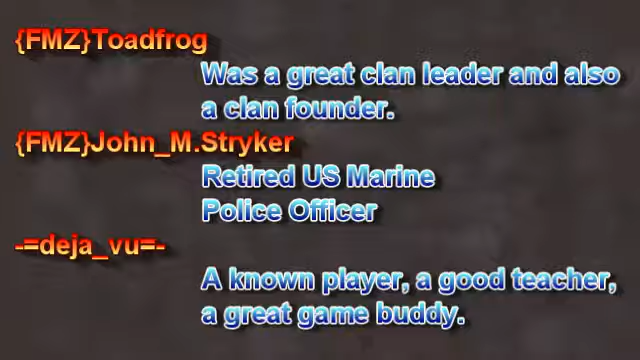 {FMZ}Toadfrog
Was a great clan leader and also
a clan founder.
{FMZ}John_M.Stryker
Retired US Marine
Police Officer
-=deja_vu=-
A known player, a good teacher,
a great game buddy.